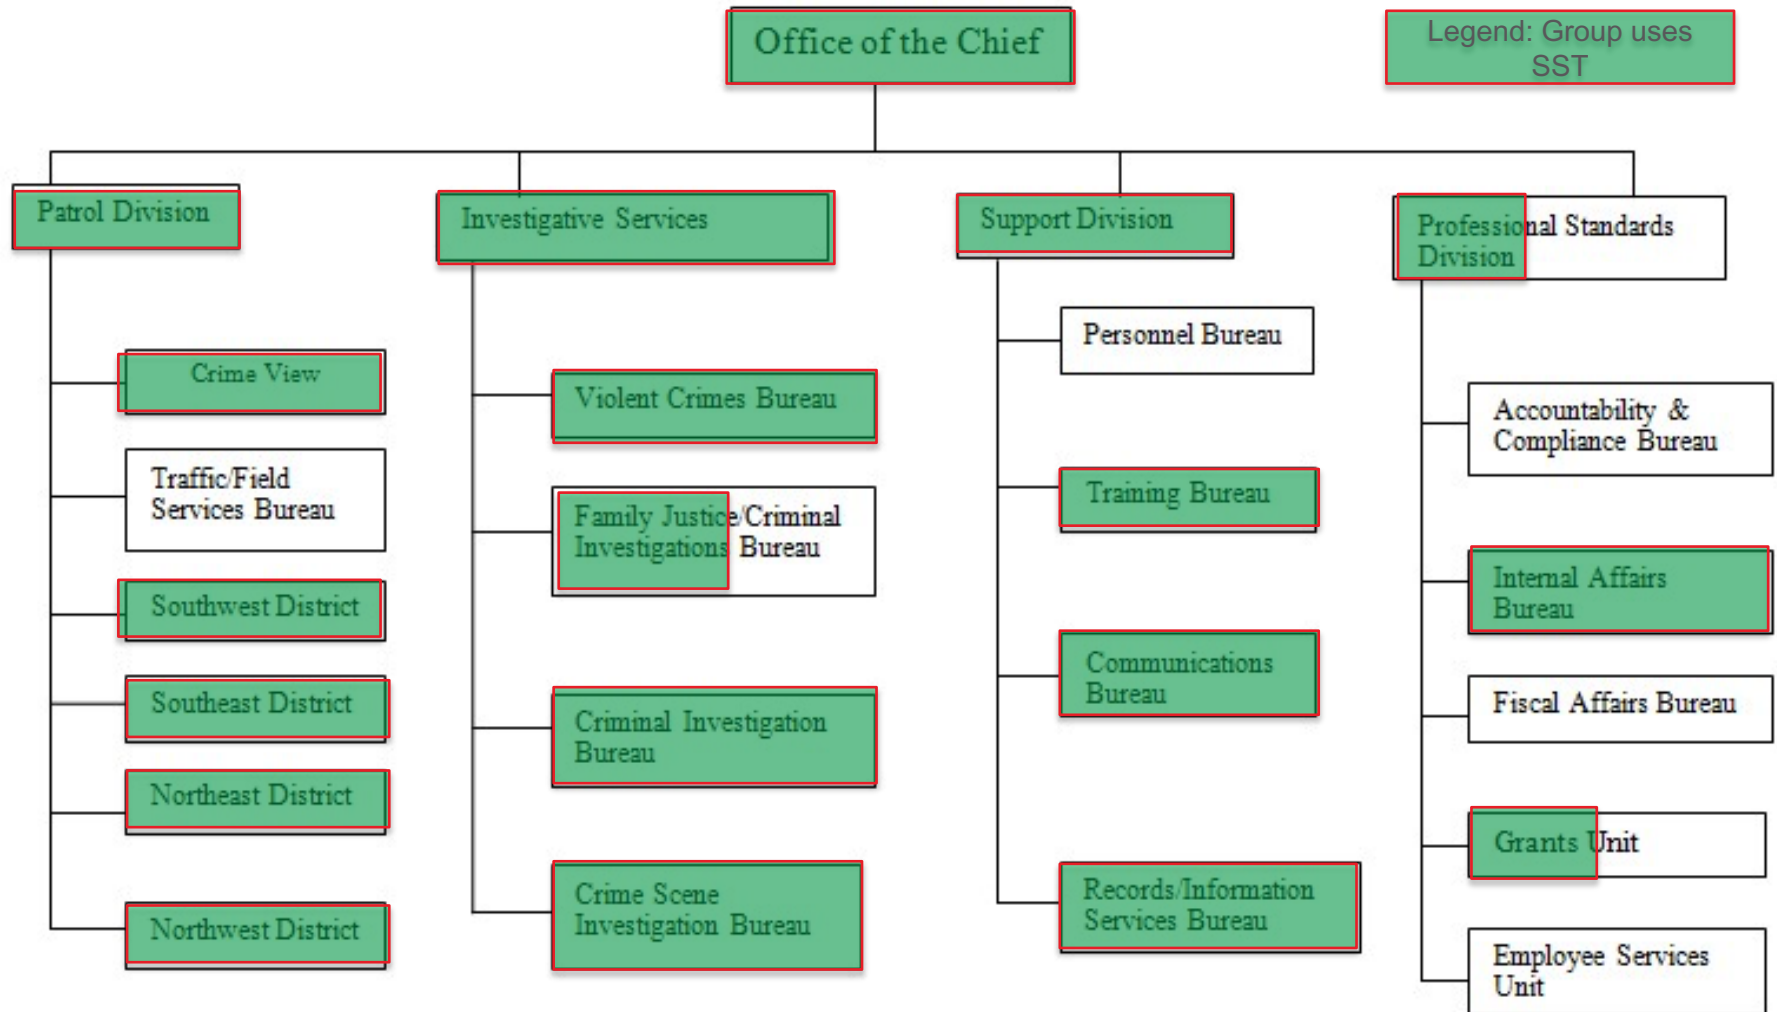 Office of the Chief
Legend: Group uses
SST
Patrol Division
Investigative Services
Support Division
Professional Standards
Division
Crime View
Traffic/Field
Services Bureau
Southwest District
Southeast District
Northeast District
Northwest District
Violent Crimes Bureau
Family Justice/Criminal
Investigations Bureau
Criminal Investigation
Bureau
Crime Scene
Investigation Bureau
Personnel Bureau
Training Bureau
Communications
Bureau
Records/Information
Services Bureau
Accountability &
Compliance Bureau
Internal Affairs
Bureau
Fiscal Affairs Bureau
Grants Unit
Employee Services
Unit